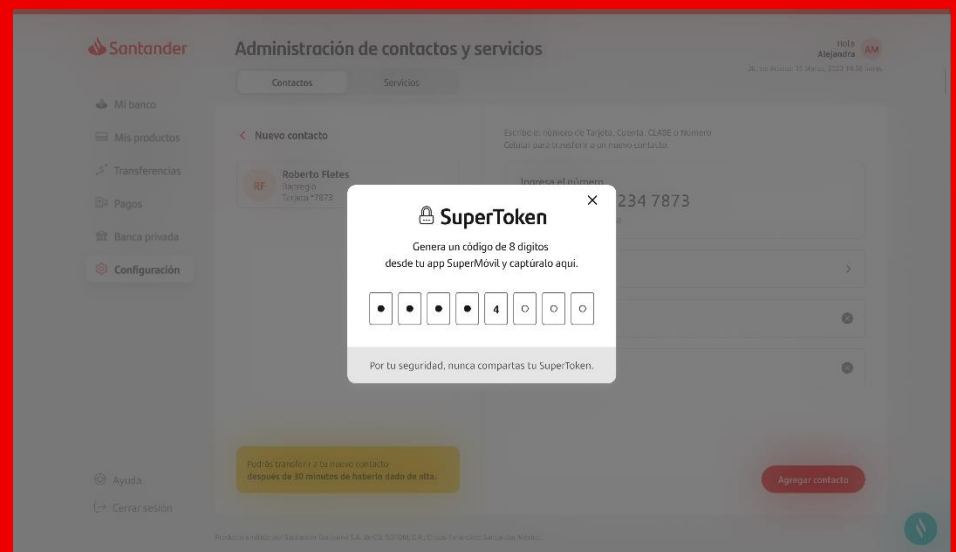 Santander
Administración de contactos y servicios
Hola
Alejandra
AM
Contactos
Servicios
Mi banco
Mis productos
Transferencias
Pagos
Banca privada
Configuración
Nuevo contacto
RF
Roberto Fletes
Banregio
Tarjeta *7873
Escribe el número de Tarjeta, Cuenta, CLABE o Número
Celular para transferir a un nuevo contacto.
Ingresa el número
234 7873
SuperToken
Genera un código de 8 digitos
desde tu app SuperMóvil y captúralo aquí.
4
Por tu seguridad, nunca compartas tu SuperToken.
Podrás transferir a tu nuevo contacto
después de 30 minutos de haberlo dado de alta.
Agregar contacto
Ayuda
Cerrar sesión